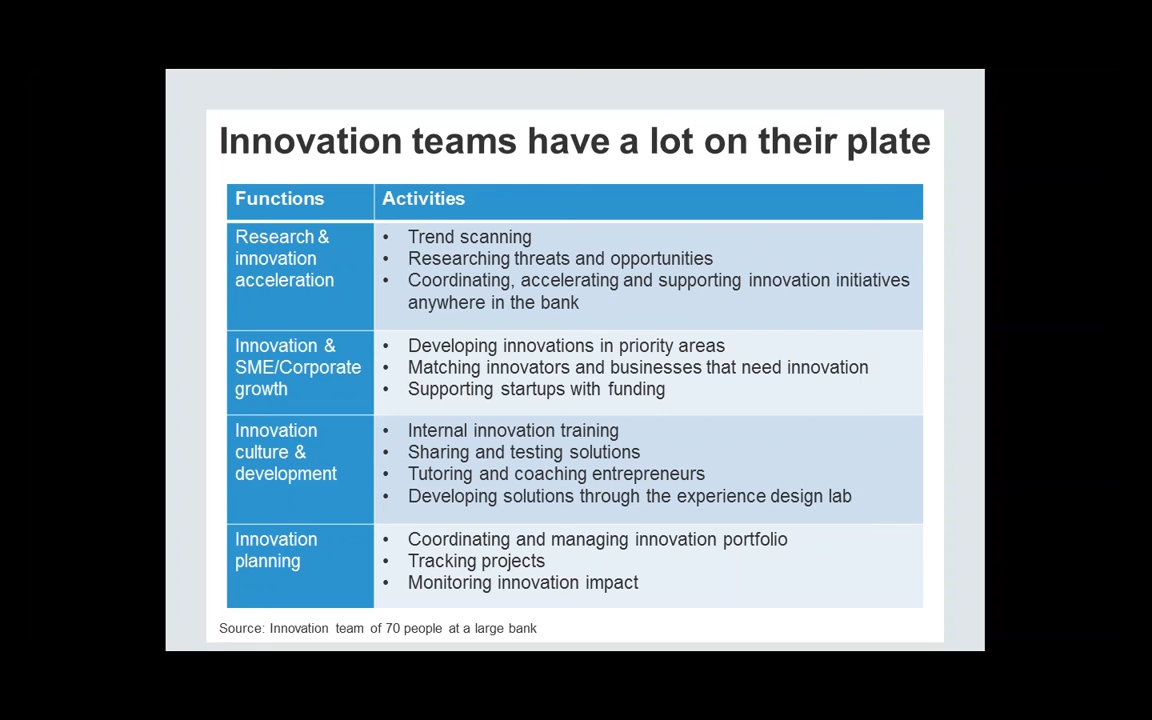 Innovation teams have a lot on their plate
Functions
Activities
Research &
innovation
acceleration
• Trend scanning
• Researching threats and opportunities
• Coordinating, accelerating and supporting innovation initiatives
anywhere in the bank
Innovation &
SME/Corporate
growth
• Developing innovations in priority areas
• Matching innovators and businesses that need innovation
• Supporting startups with funding
Innovation
culture &
development
• Internal innovation training
• Sharing and testing solutions
• Tutoring and coaching entrepreneurs
• Developing solutions through the experience design lab
Innovation
planning
• Coordinating and managing innovation portfolio
• Tracking projects
• Monitoring innovation impact
Source: Innovation team of 70 people at a large bank